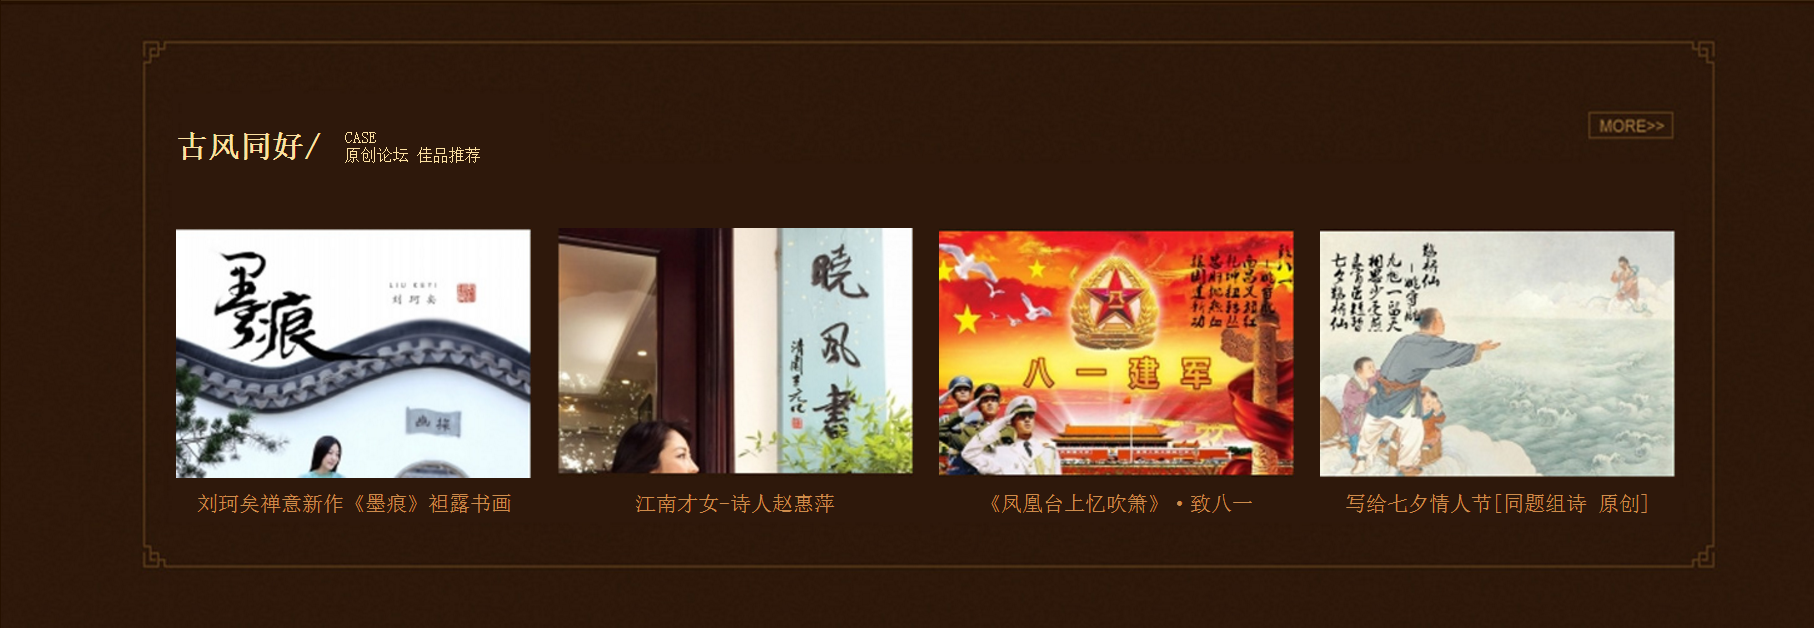 古风同好/
CASE
原创论坛 佳品推荐
MORE>>
墨痕
LIU KEYI
刘珂矣
晓风书
八一建军
刘珂矣禅意新作《墨痕》袒露书画
江南才女-诗人赵惠萍
《凤凰台上忆吹箫》·致八一
写给七夕情人节[同题组诗 原创]